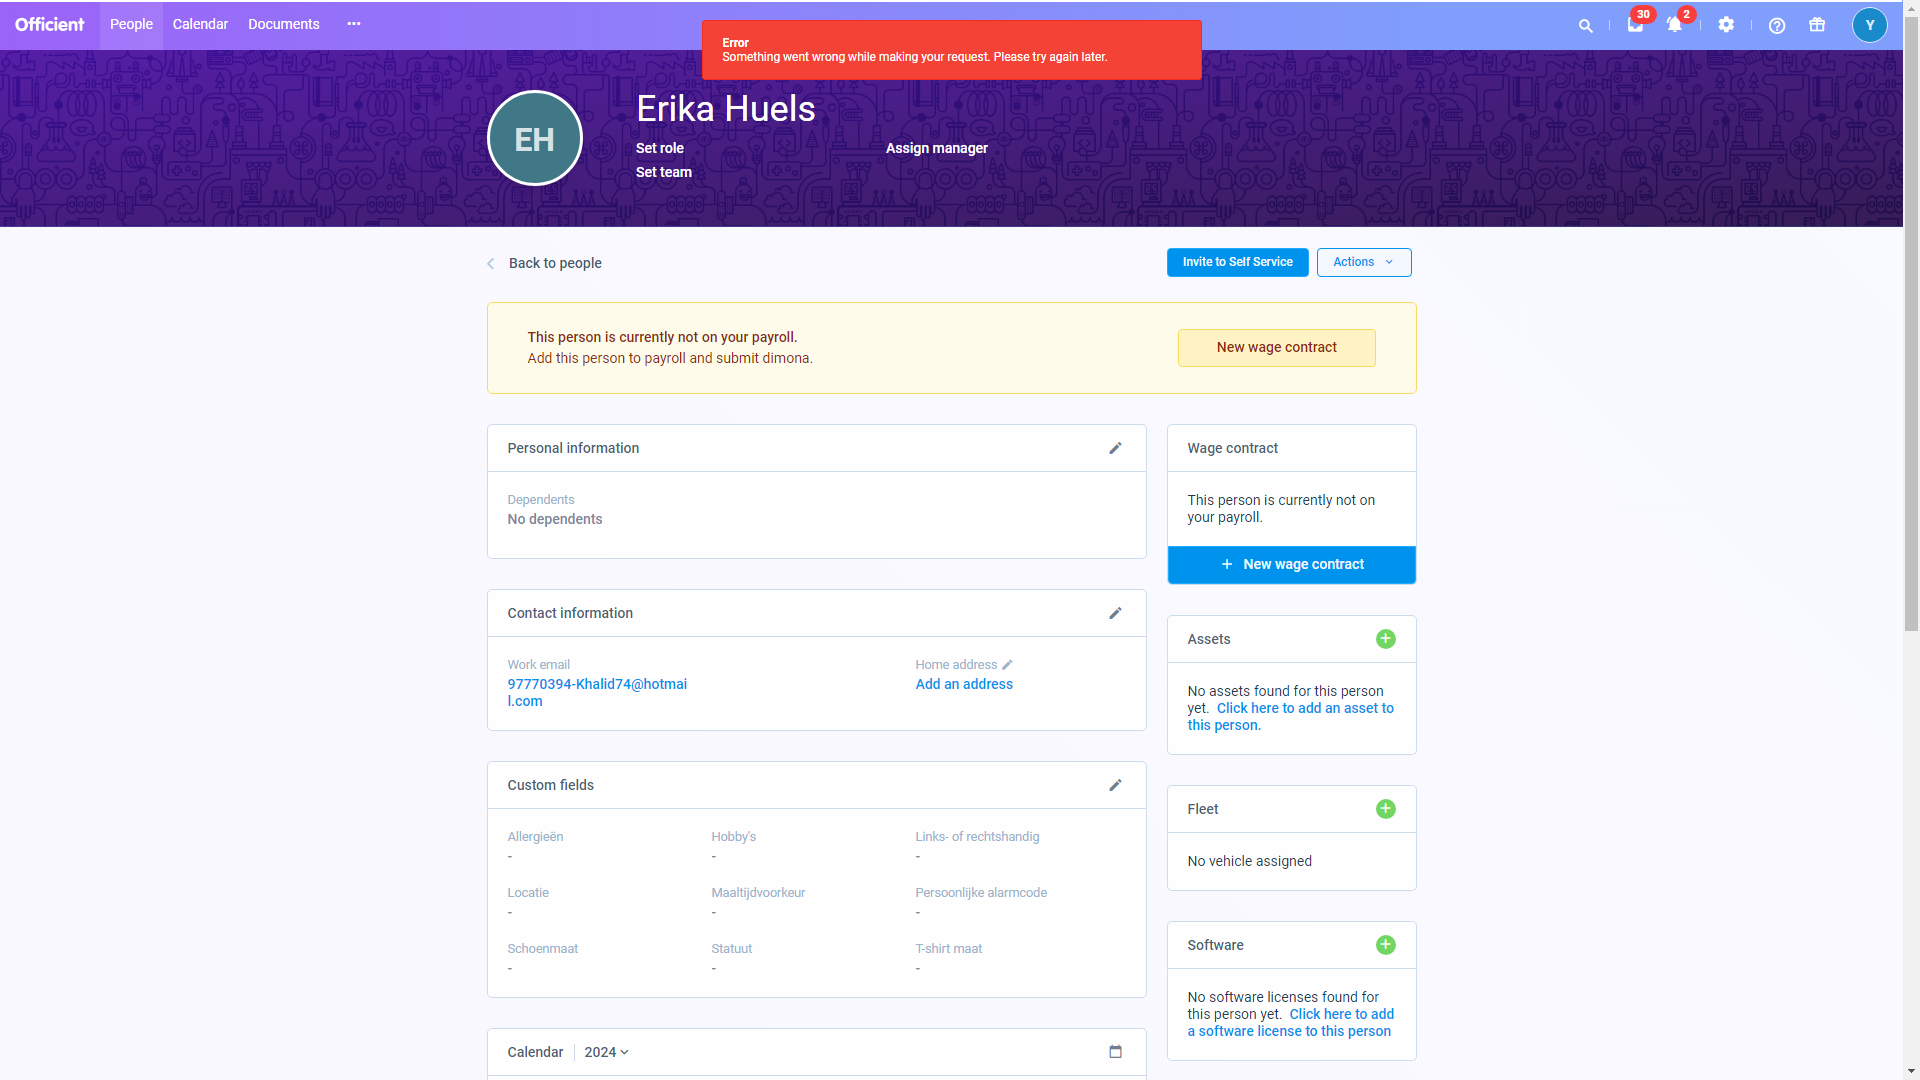 Officient
People
Calendar
Documents
30
2
Y
Error
Something went wrong while making your request. Please try again later.
EH
Erika Huels
Set role
Assign manager
Set team
Back to people
Invite to Self Service
Actions
This person is currently not on your payroll.
Add this person to payroll and submit dimona.
New wage contract
Personal information
Dependents
No dependents
Wage contract
This person is currently not on
your payroll.
+ New wage contract
Contact information
Work email
97770394-Khalid74@hotmai
l.com
Home address
Add an address
Assets
No assets found for this person
yet. Click here to add an asset to
this person.
Custom fields
Allergieën
-
Hobby's
-
Links- of rechtshandig
-
Locatie
-
Maaltijdvoorkeur
-
Persoonlijke alarmcode
-
Schoenmaat
-
Statuut
-
T-shirt maat
-
Fleet
No vehicle assigned
Software
No software licenses found for
this person yet. Click here to add
a software license to this person
Calendar
2024